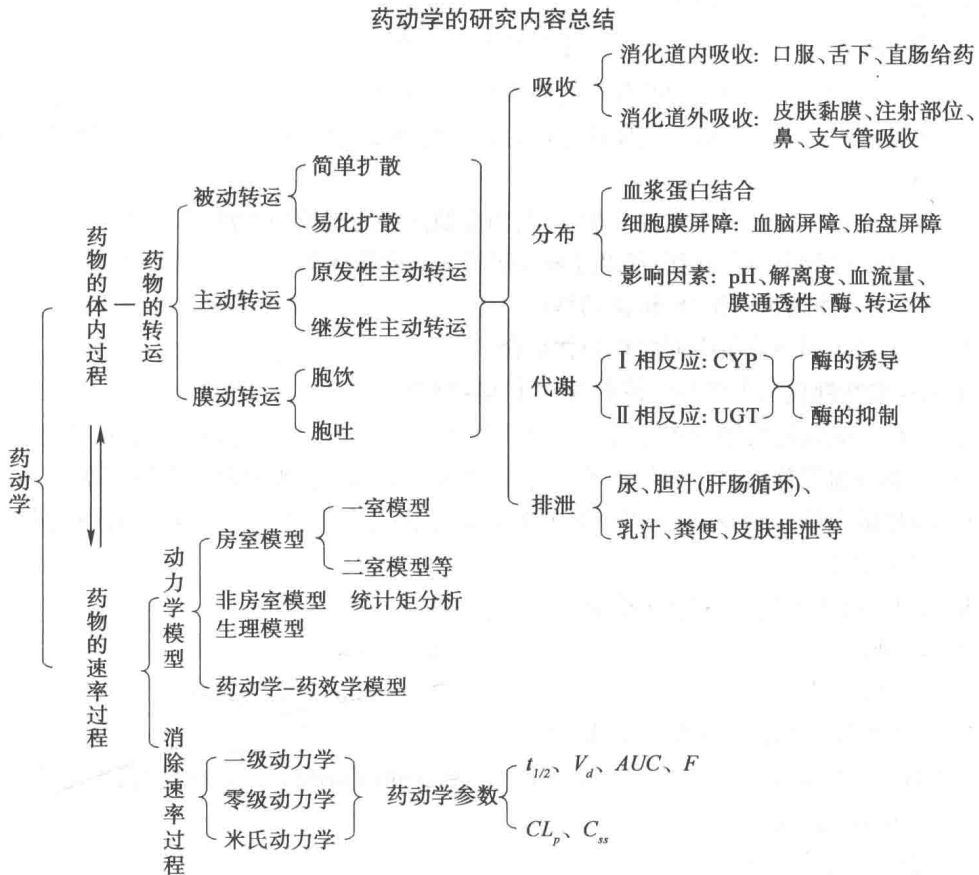 药动学的研究内容总结
药动学
药物的体内过程
药物的转运
被动转运
简单扩散
易化扩散
主动转运
原发性主动转运
继发性主动转运
膜动转运
胞饮
胞吐
吸收
消化道内吸收: 口服、舌下、直肠给药
消化道外吸收: 皮肤黏膜、注射部位、
鼻、支气管吸收
分布
血浆蛋白结合
细胞膜屏障: 血脑屏障、胎盘屏障
影响因素: pH、解离度、血流量、
膜通透性、酶、转运体
代谢
Ⅰ相反应: CYP
Ⅱ相反应: UGT
酶的诱导
酶的抑制
排泄
尿、胆汁(肝肠循环)、
乳汁、粪便、皮肤排泄等
药物的速率过程
动力学模型
房室模型
一室模型
二室模型等
非房室模型 统计矩分析
生理模型
药动学-药效学模型
消除速率过程
一级动力学
零级动力学
米氏动力学
药动学参数
t1/2、Vd、AUC、F
CLp、Css